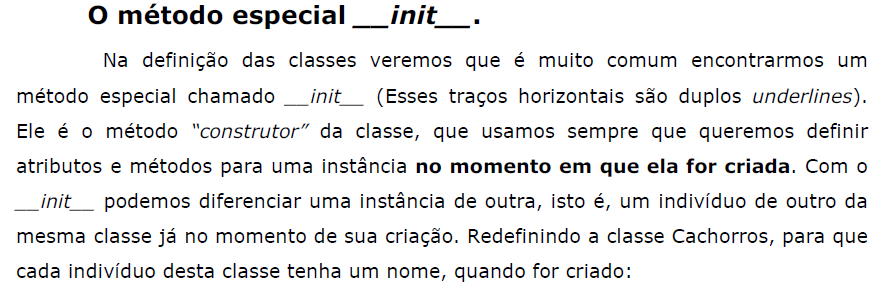 O método especial __init__.
Na definição das classes veremos que é muito comum encontrarmos um
método especial chamado __init__ (Esses traços horizontais são duplos underlines).
Ele é o método “construtor” da classe, que usamos sempre que queremos definir
atributos e métodos para uma instância no momento em que ela for criada. Com o
__init__ podemos diferenciar uma instância de outra, isto é, um indivíduo de outro da
mesma classe já no momento de sua criação. Redefinindo a classe Cachorros, para que
cada indivíduo desta classe tenha um nome, quando for criado: